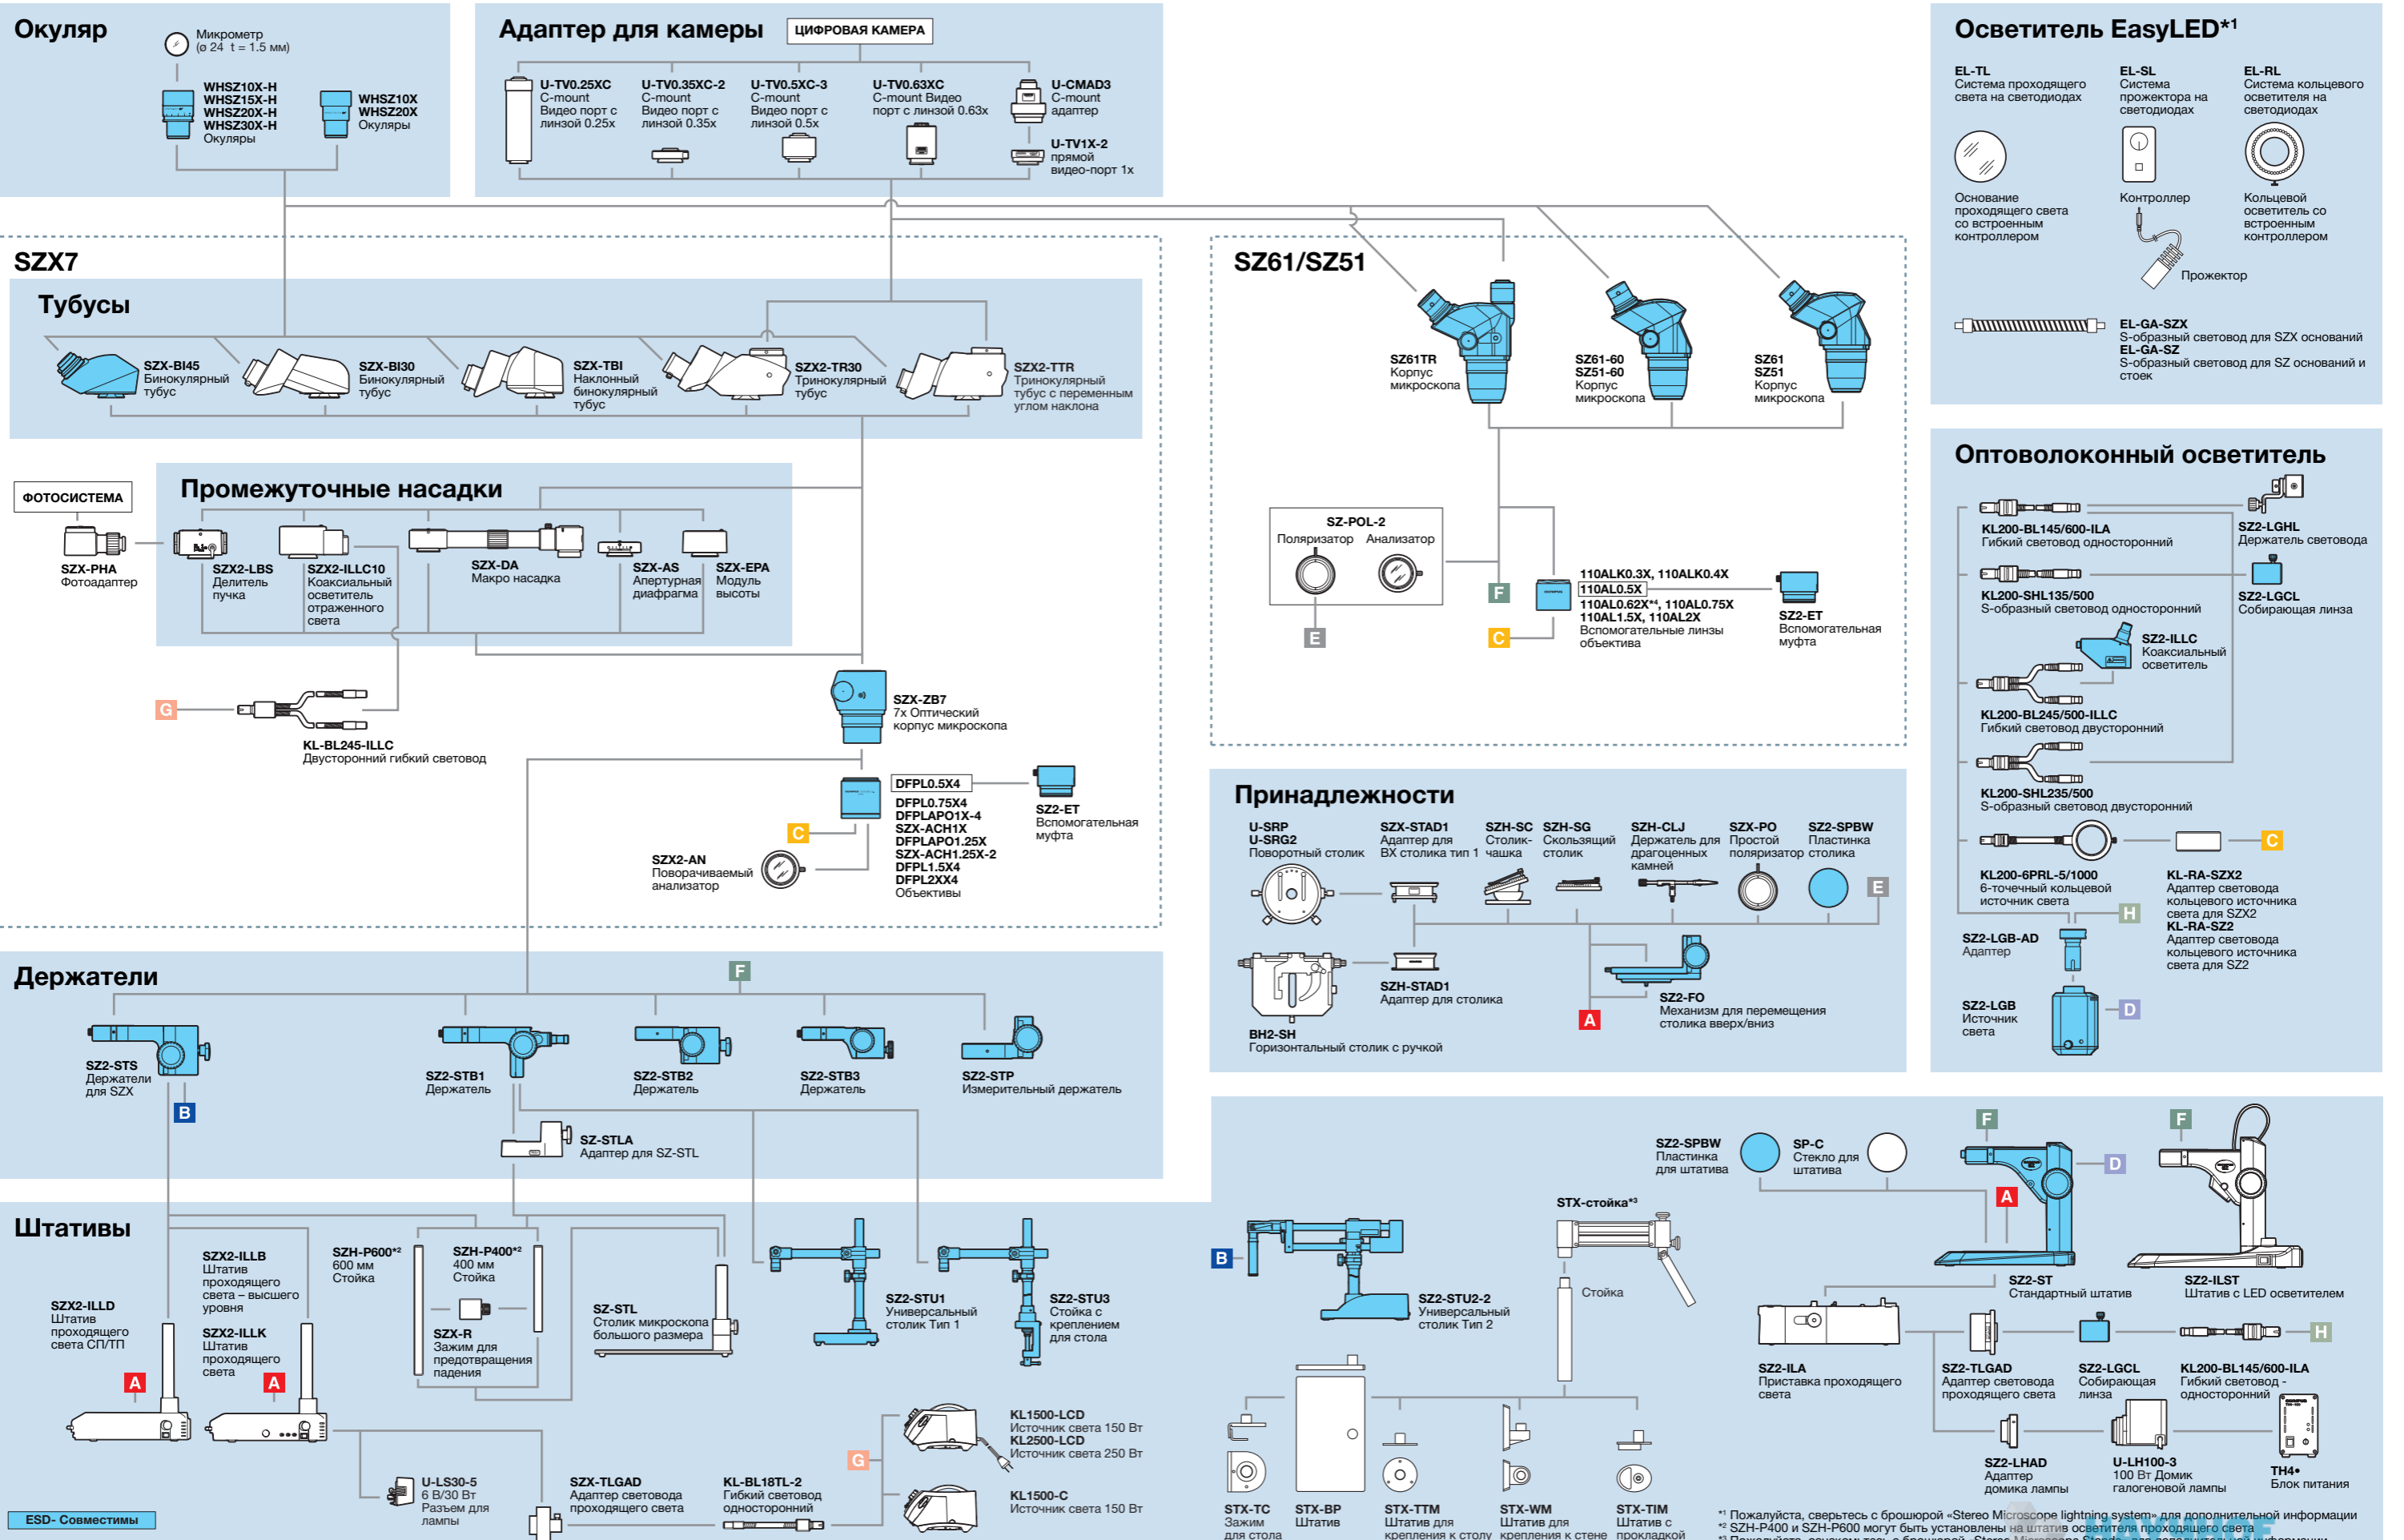 Окуляр
Микрометр
(ø 24 t = 1.5 мм)
WHSZ10X-H
WHSZ15X-H
WHSZ20X-H
WHSZ30X-H
Окуляры
WHSZ10X
WHSZ20X
Окуляры
Адаптер для камеры
ЦИФРОВАЯ КАМЕРА
U-TV0.25XC
C-mount
Видео порт с
линзой 0.25x
U-TV0.35XC-2
C-mount
Видео порт с
линзой 0.35x
U-TV0.5XC-3
C-mount
Видео порт с
линзой 0.5x
U-TV0.63XC
C-mount Видео
порт с линзой 0.63x
U-CMAD3
C-mount
адаптер
U-TV1X-2
прямой
видео-порт 1x
Осветитель EasyLED*1
EL-TL
Система проходящего
света на светодиодах
EL-SL
Система
прожектора на
светодиодах
EL-RL
Система кольцевого
осветителя на
светодиодах
Основание
проходящего света
со встроенным
контроллером
Контроллер
Кольцевой
осветитель со
встроенным
контроллером
Прожектор
EL-GA-SZX
S-образный световод для SZX оснований
EL-GA-SZ
S-образный световод для SZ оснований и
стоек
SZX7
Тубусы
SZX-BI45
Бинокулярный
тубус
SZX-BI30
Бинокулярный
тубус
SZX-TBI
Наклонный
бинокулярный
тубус
SZX2-TR30
Тринокулярный
тубус
SZX2-TTR
Тринокулярный
тубус с переменным
углом наклона
SZ61/SZ51
SZ61TR
Корпус
микроскопа
SZ61-60
SZ51-60
Корпус
микроскопа
SZ61
SZ51
Корпус
микроскопа
Промежуточные насадки
ФОТОСИСТЕМА
SZX-PHA
Фотоадаптер
SZX2-LBS
Делитель
пучка
SZX2-ILLC10
Коаксиальный
осветитель
отраженного
света
SZX-DA
Макро насадка
SZX-AS
Апертурная
диафрагма
SZX-EPA
Модуль
высоты
G
KL-BL245-ILLC
Двусторонний гибкий световод
SZX-ZB7
7x Оптический
корпус микроскопа
DFPL0.5X4
DFPL0.75X4
DFPLAPO1X-4
SZX-ACH1X
DFPLAPO1.25X
SZX-ACH1.25X-2
DFPL1.5X4
DFPL2XX4
Объективы
SZ2-ET
Вспомогательная
муфта
C
SZX2-AN
Поворачиваемый
анализатор
SZ-POL-2
Поляризатор
Анализатор
E
F
C
110ALK0.3X, 110ALK0.4X
110AL0.5X
110AL0.62X*4, 110AL0.75X
110AL1.5X, 110AL2X
Вспомогательные линзы
объектива
SZ2-ET
Вспомогательная
муфта
Оптоволоконный осветитель
KL200-BL145/600-ILA
Гибкий световод односторонний
SZ2-LGHL
Держатель световода
KL200-SHL135/500
S-образный световод односторонний
SZ2-LGCL
Собирающая линза
SZ2-ILLC
Коаксиальный
осветитель
KL200-BL245/500-ILLC
Гибкий световод двусторонний
KL200-SHL235/500
S-образный световод двусторонний
C
KL200-6PRL-5/1000
6-точечный кольцевой
источник света
KL-RA-SZX2
Адаптер световода
кольцевого источника
света для SZX2
KL-RA-SZ2
Адаптер световода
кольцевого источника
света для SZ2
H
SZ2-LGB-AD
Адаптер
SZ2-LGB
Источник
света
D
Принадлежности
U-SRP
U-SRG2
Поворотный столик
SZX-STAD1
Адаптер для
BX столика тип 1
SZH-SC
Столик-
чашка
SZH-SG
Скользящий
столик
SZH-CLJ
Держатель для
драгоценных
камней
SZX-PO
Простой
поляризатор
SZ2-SPBW
Пластинка
столика
E
SZH-STAD1
Адаптер для столика
BH2-SH
Горизонтальный столик с ручкой
SZ2-FO
Механизм для перемещения
столика вверх/вниз
A
Держатели
F
SZ2-STS
Держатели
для SZX
B
SZ2-STB1
Держатель
SZ2-STB2
Держатель
SZ2-STB3
Держатель
SZ2-STP
Измерительный держатель
SZ-STLA
Адаптер для SZ-STL
Штативы
SZX2-ILLD
Штатив
проходящего
света СП/ТП
A
SZX2-ILLB
Штатив
проходящего
света – высшего
уровня
SZX2-ILLK
Штатив
проходящего
света
A
SZH-P600*2
600 мм
Стойка
SZH-P400*2
400 мм
Стойка
SZX-R
Зажим для
предотвращения
падения
SZ-STL
Столик микроскопа
большого размера
SZ2-STU1
Универсальный
столик Тип 1
SZ2-STU3
Стойка с
креплением
для стола
B
SZ2-STU2-2
Универсальный
столик Тип 2
STX-стойка*3
Стойка
SZ2-SPBW
Пластинка
для штатива
SP-C
Стекло для
штатива
F
D
A
SZ2-ST
Стандартный штатив
F
SZ2-ILST
Штатив с LED осветителем
SZ2-ILA
Приставка проходящего
света
SZ2-TLGAD
Адаптер световода
проходящего света
SZ2-LGCL
Собирающая
линза
KL200-BL145/600-ILA
Гибкий световод -
односторонний
H
SZ2-LHAD
Адаптер
домика лампы
U-LH100-3
100 Вт Домик
галогеновой лампы
TH4•
Блок питания
U-LS30-5
6 В/30 Вт
Разъем для
лампы
SZX-TLGAD
Адаптер световода
проходящего света
KL-BL18TL-2
Гибкий световод
односторонний
G
KL1500-LCD
Источник света 150 Вт
KL2500-LCD
Источник света 250 Вт
KL1500-C
Источник света 150 Вт
STX-TC
Зажим
для стола
STX-BP
Штатив
STX-TTM
Штатив для
крепления к столу
STX-WM
Штатив для
крепления к стене
STX-TIM
Штатив с
прокладкой
ESD- Совместимы
*1 Пожалуйста, сверьтесь с брошюрой «Stereo Microscope lightning system» для дополнительной информации
*2 SZH-P400 и SZH-P600 могут быть установлены на штатив осветителя проходящего света